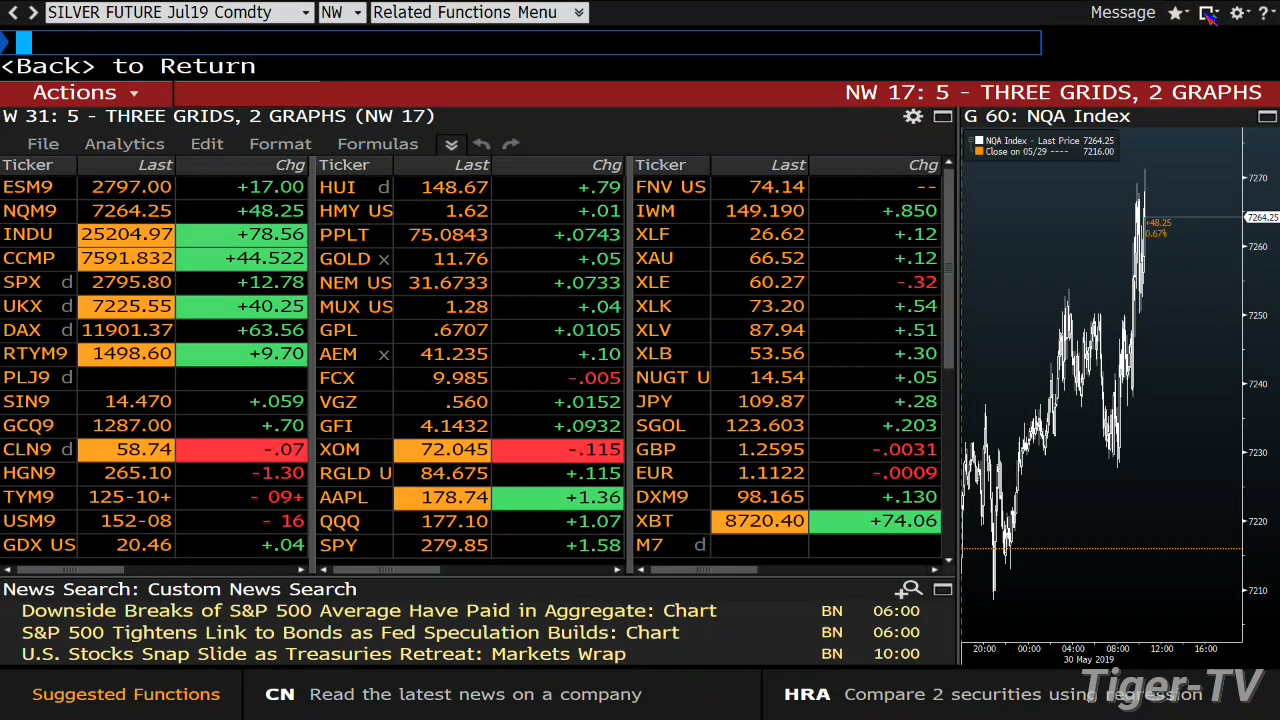 SILVER FUTURE Jul19 Comdty NW Related Functions Menu Message ?
<Back> to Return
Actions NW 17: 5 - THREE GRIDS, 2 GRAPHS
W 31: 5 - THREE GRIDS, 2 GRAPHS (NW 17)
File Analytics Edit Format Formulas
Ticker Last Chg Ticker Last Chg Ticker Last Chg
ESM9 2797.00 +17.00 HUI d 148.67 +.79 FNV US 74.14 --
NQM9 7264.25 +48.25 HMY US 1.62 +.01 IWM 149.190 +.850
INDU 25204.97 +78.56 PPLT 75.0843 +.0743 XLF 26.62 +.12
CCMP 7591.832 +44.522 GOLD x 11.76 +.05 XAU 66.52 +.12
SPX d 2795.80 +12.78 NEM US 31.6733 +.0733 XLE 60.27 -.32
UKX 7225.55 +40.25 MUX US 1.28 +.04 XLK 73.20 +.54
DAX d 11901.37 +63.56 GPL .6707 +.0105 XLV 87.94 +.51
RTYM9 1498.60 +9.70 AEM x 41.235 +.10 XLB 53.56 +.30
PLJ9 d FCX 9.985 -.005 NUGT U 14.54 +.05
SIN9 14.470 +.059 VGZ .560 +.0152 JPY 109.87 +.28
GCQ9 1287.00 +.70 GFI 4.1432 +.0932 SGOL 123.603 +.203
CLN9 d 58.74 -.07 XOM 72.045 -.115 GBP 1.2595 -.0031
HGN9 265.10 -1.30 RGLD U 84.675 +.115 EUR 1.1122 -.0009
TYM9 125-10+ - 09+ AAPL 178.74 +1.36 DXM9 98.165 +.130
USM9 152-08 - 16 QQQ 177.10 +1.07 XBT 8720.40 +74.06
GDX US 20.46 +.04 SPY 279.85 +1.58 M7 d
News Search: Custom News Search
Downside Breaks of S&P 500 Average Have Paid in Aggregate: Chart BN 06:00
S&P 500 Tightens Link to Bonds as Fed Speculation Builds: Chart BN 06:00
U.S. Stocks Snap Slide as Treasuries Retreat: Markets Wrap BN 10:00
G 60: NQA Index
NQA Index - Last Price 7264.25
Close on 05/29 ---- 7216.00
7270
7264.25
+48.25
0.67%
7260
7250
7240
7230
7220
7210
20:00 00:00 04:00 08:00 12:00 16:00
30 May 2019
Suggested Functions CN Read the latest news on a company HRA Compare 2 securities using regression
Tiger-TV